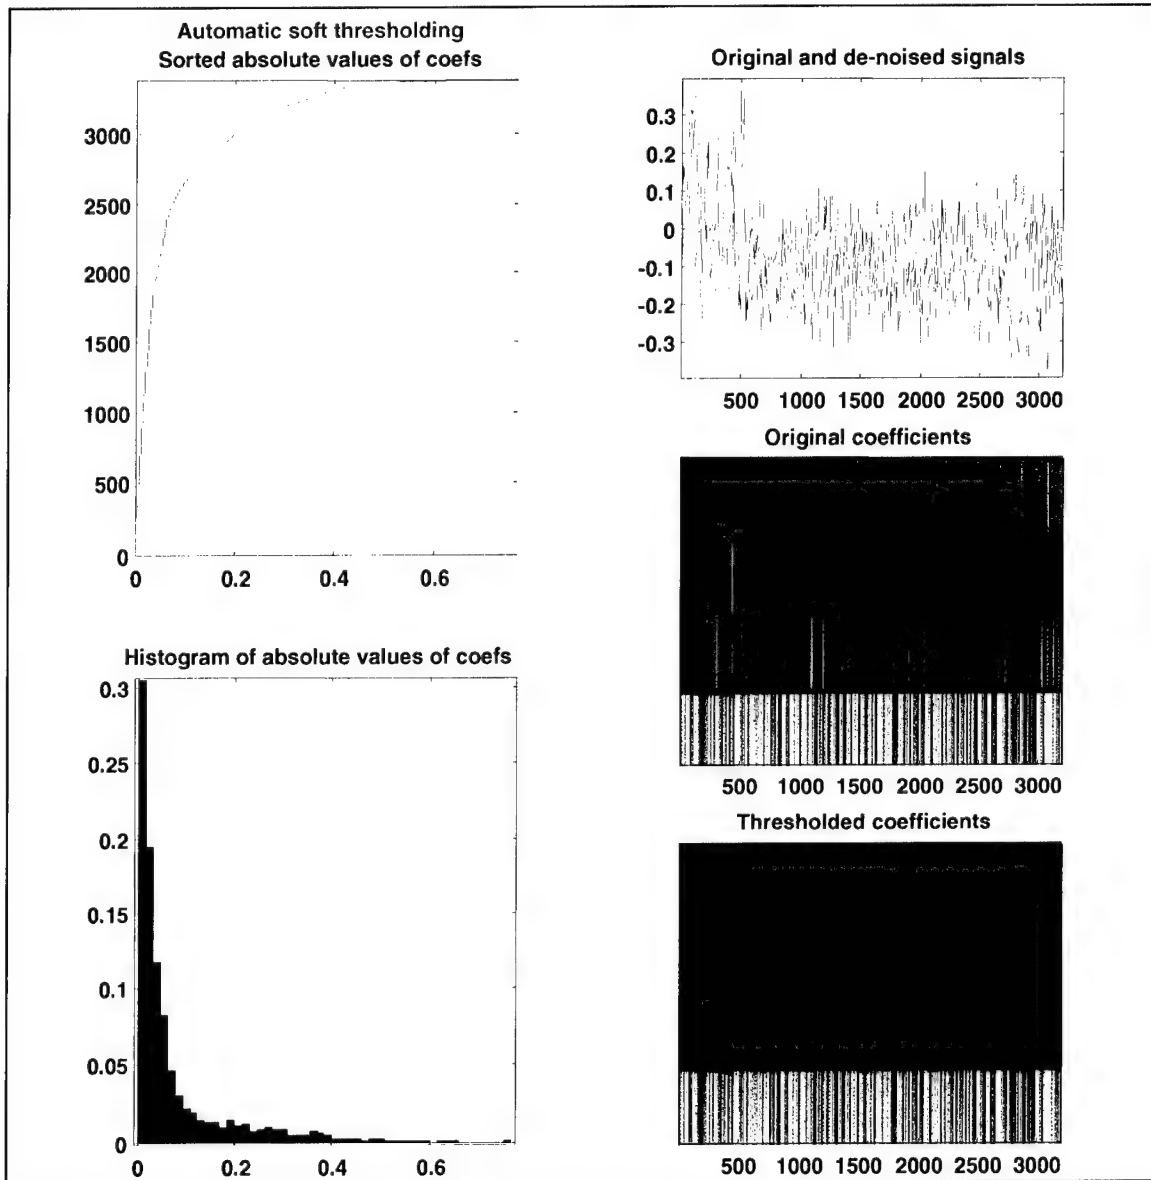 Automatic soft thresholding
Sorted absolute values of coefs
3000
2500
2000
1500
1000
500
0
0 0.2 0.4 0.6
Histogram of absolute values of coefs
0.3
0.25
0.2
0.15
0.1
0.05
0
0 0.2 0.4 0.6
Original and de-noised signals
0.3
0.2
0.1
0
-0.1
-0.2
-0.3
500 1000 1500 2000 2500 3000
Original coefficients
500 1000 1500 2000 2500 3000
Thresholded coefficients
500 1000 1500 2000 2500 3000